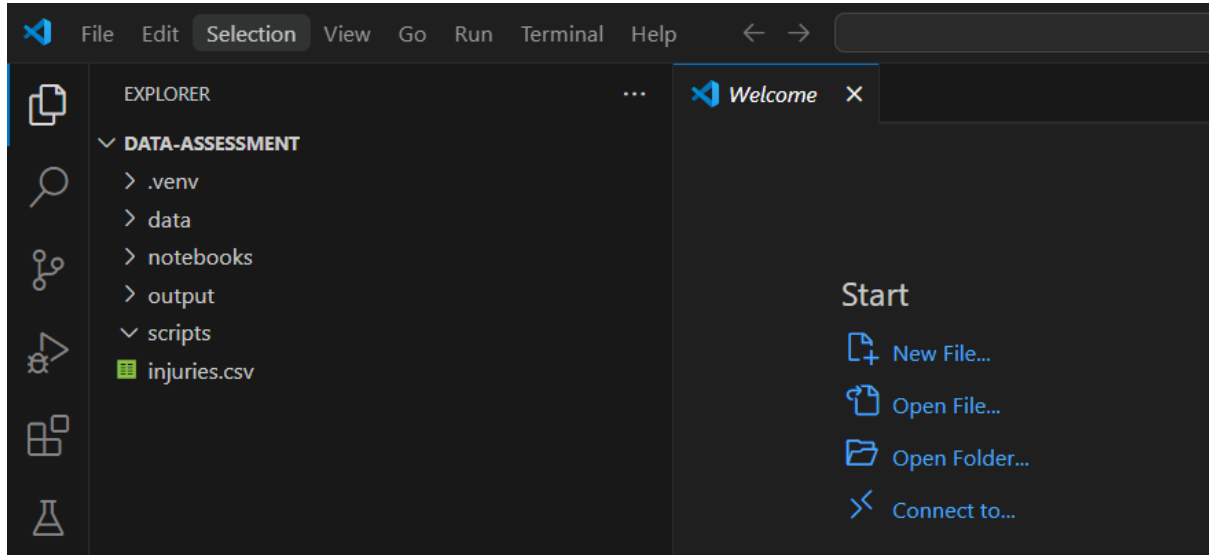 File Edit Selection View Go Run Terminal Help
EXPLORER
Welcome
DATA-ASSESSMENT
.venv
data
notebooks
output
scripts
injuries.csv
Start
New File...
Open File...
Open Folder...
Connect to...